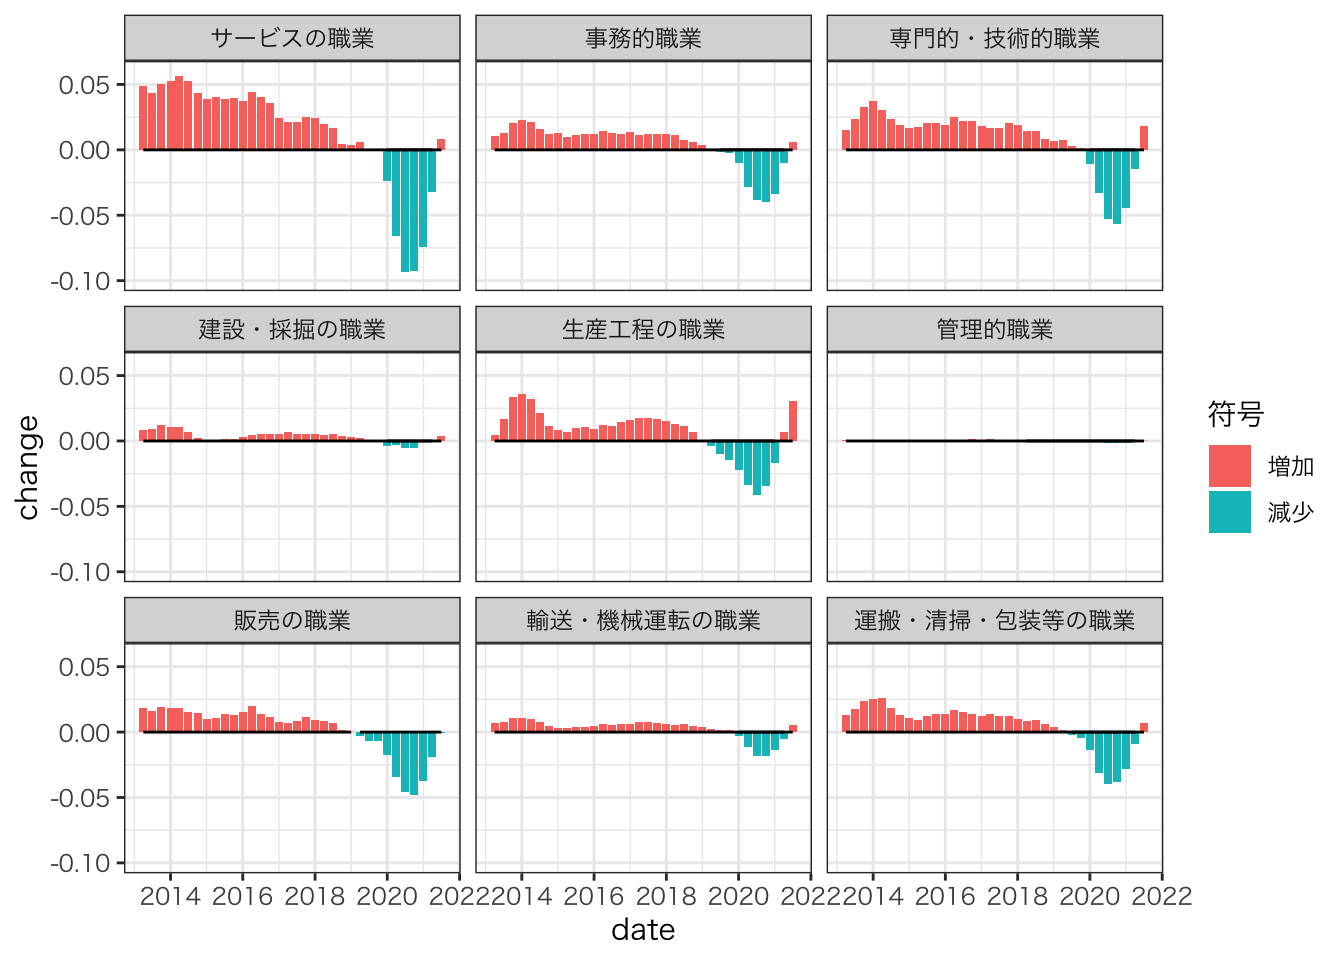 サービスの職業
事務的職業
専門的・技術的職業
0.05
0.00
-0.05
-0.10
建設・採掘の職業
生産工程の職業
管理的職業
0.05
0.00
-0.05
-0.10
販売の職業
輸送・機械運転の職業
運搬・清掃・包装等の職業
0.05
0.00
-0.05
-0.10
2014 2016 2018 2020 2022
2014 2016 2018 2020 2022
2014 2016 2018 2020 2022
date
change
符号
増加
減少